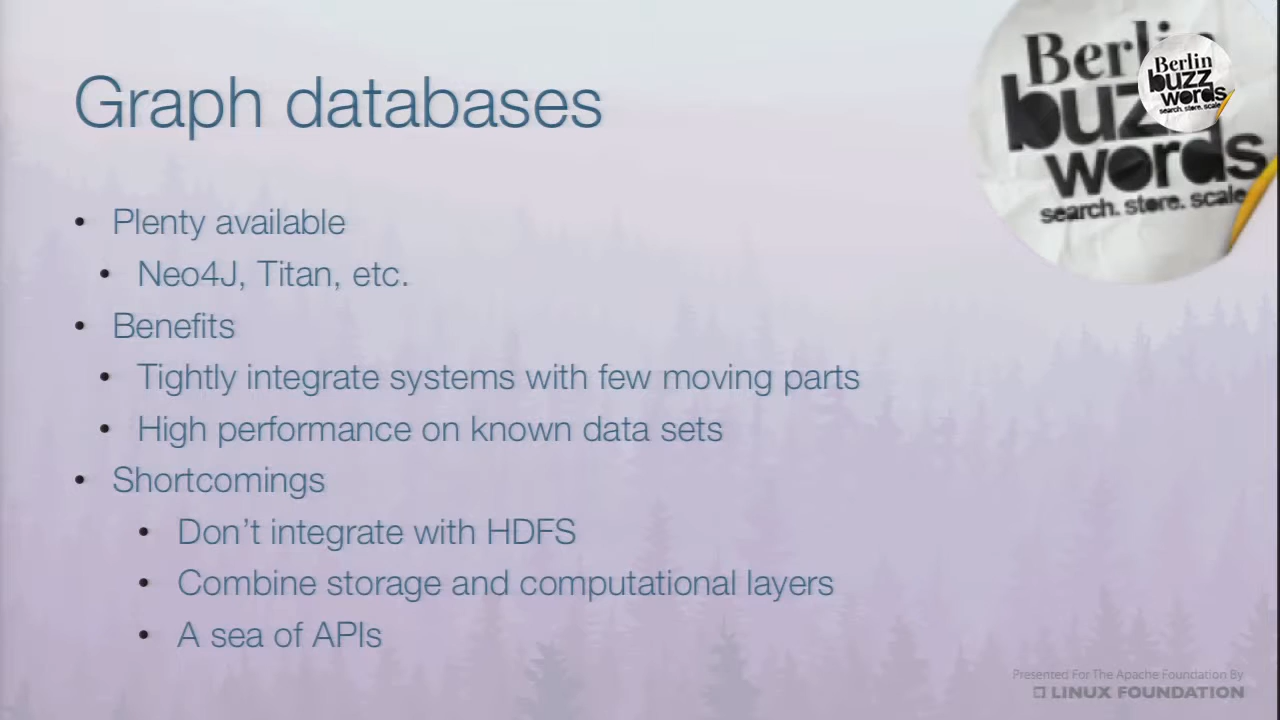 Graph databases
• Plenty available
• Neo4J, Titan, etc.
• Benefits
• Tightly integrate systems with few moving parts
• High performance on known data sets
• Shortcomings
• Don't integrate with HDFS
• Combine storage and computational layers
• A sea of APIs
Berlin
buzz
words
search. store. scale
Berlin
buzz
words
search. store. scale
Presented For The Apache Foundation By
LINUX FOUNDATION